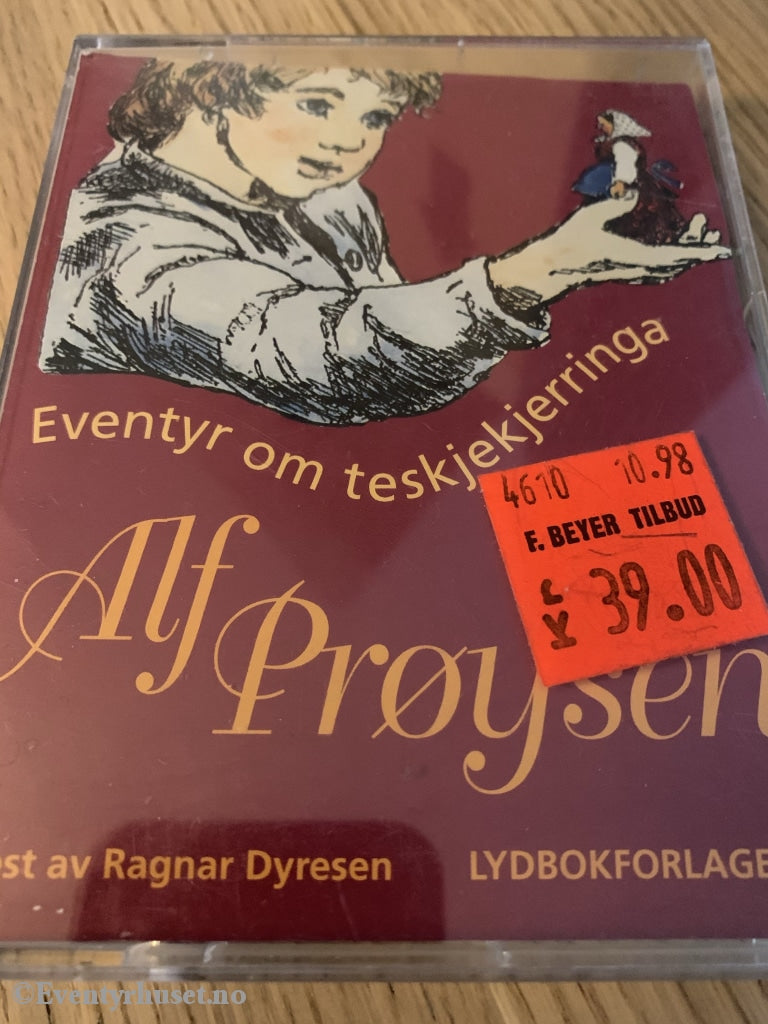 Eventyr om teskjekjerringa
4610 10.98
F. BEYER TILBUD
Kr 39.00
Alf
Prøysen
est av Ragnar Dyresen
LYDBOKFORLAGE
©Eventyrhuset.no